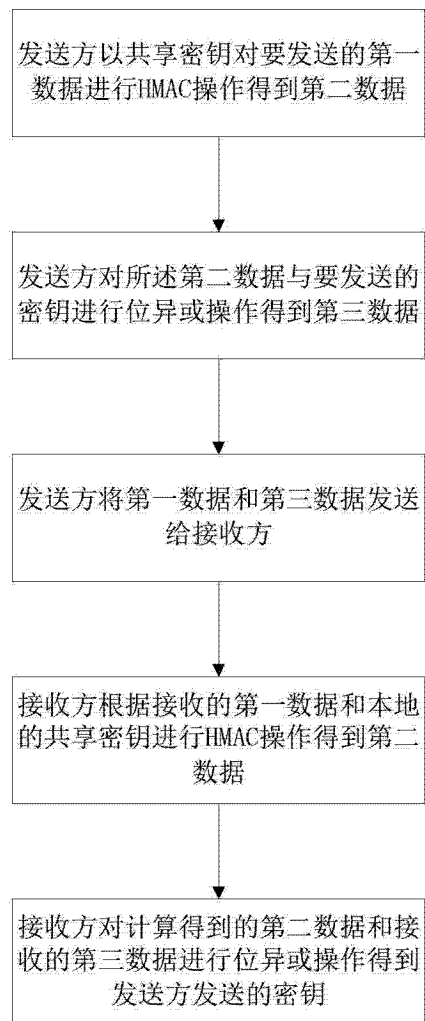 发送方以共享密钥对要发送的第一
数据进行HMAC操作得到第二数据
发送方对所述第二数据与要发送的
密钥进行位异或操作得到第三数据
发送方将第一数据和第三数据发送
给接收方
接收方根据接收的第一数据和本地
的共享密钥进行HMAC操作得到第二
数据
接收方对计算得到的第二数据和接
收的第三数据进行位异或操作得到
发送方发送的密钥